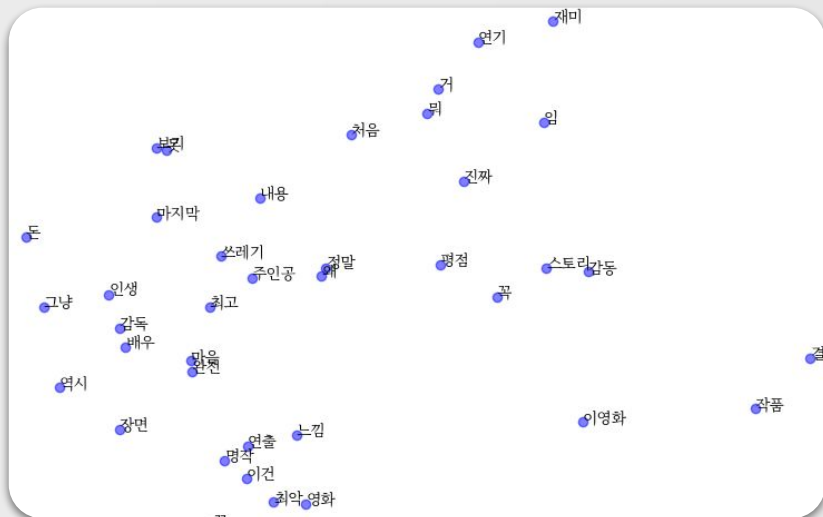 재미
연기
거
뭐
임
처음
보기
진짜
내용
마지막
돈
쓰레기
정말
왜
주인공
평점
스토리
감동
꼭
인생
그냥
최고
감독
배우
마음
완전
역시
작품
이영화
장면
느낌
연출
명작
이건
최악
영화